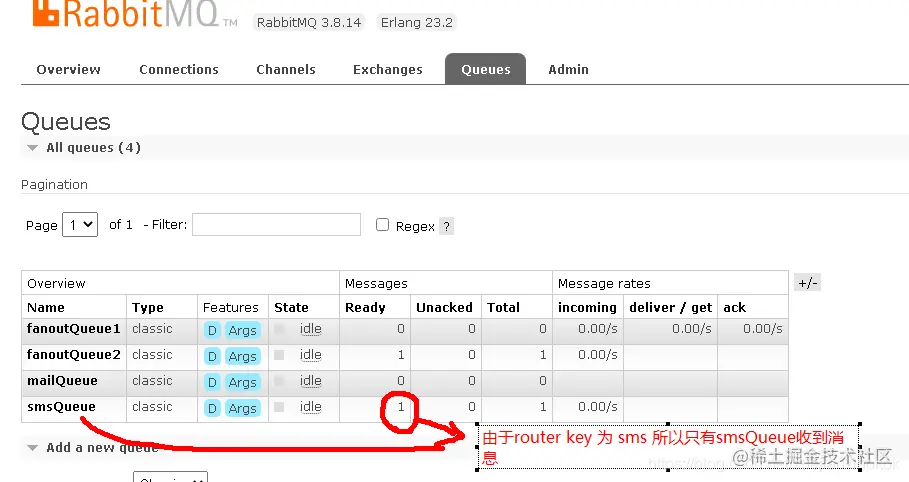 RabbitMQ TM RabbitMQ 3.8.14 Erlang 23.2
Overview Connections Channels Exchanges Queues Admin
Queues
All queues (4)
Pagination
Page 1 of 1 - Filter: Regex ?
Overview Messages Message rates +/-
Name Type Features State Ready Unacked Total incoming deliver / get ack
fanoutQueue1 classic D Args idle 0 0 0 0.00/s 0.00/s 0.00/s
fanoutQueue2 classic D Args idle 1 0 1 0.00/s
mailQueue classic D Args idle 0 0 0
smsQueue classic D Args idle 1 0 1 0.00/s
由于router key 为 sms 所以只有smsQueue收到消
息
Add a new queue
@稀土掘金技术社区